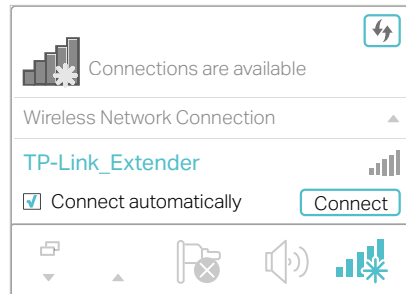 Connections are available
Wireless Network Connection
TP-Link_Extender
Connect automatically
Connect